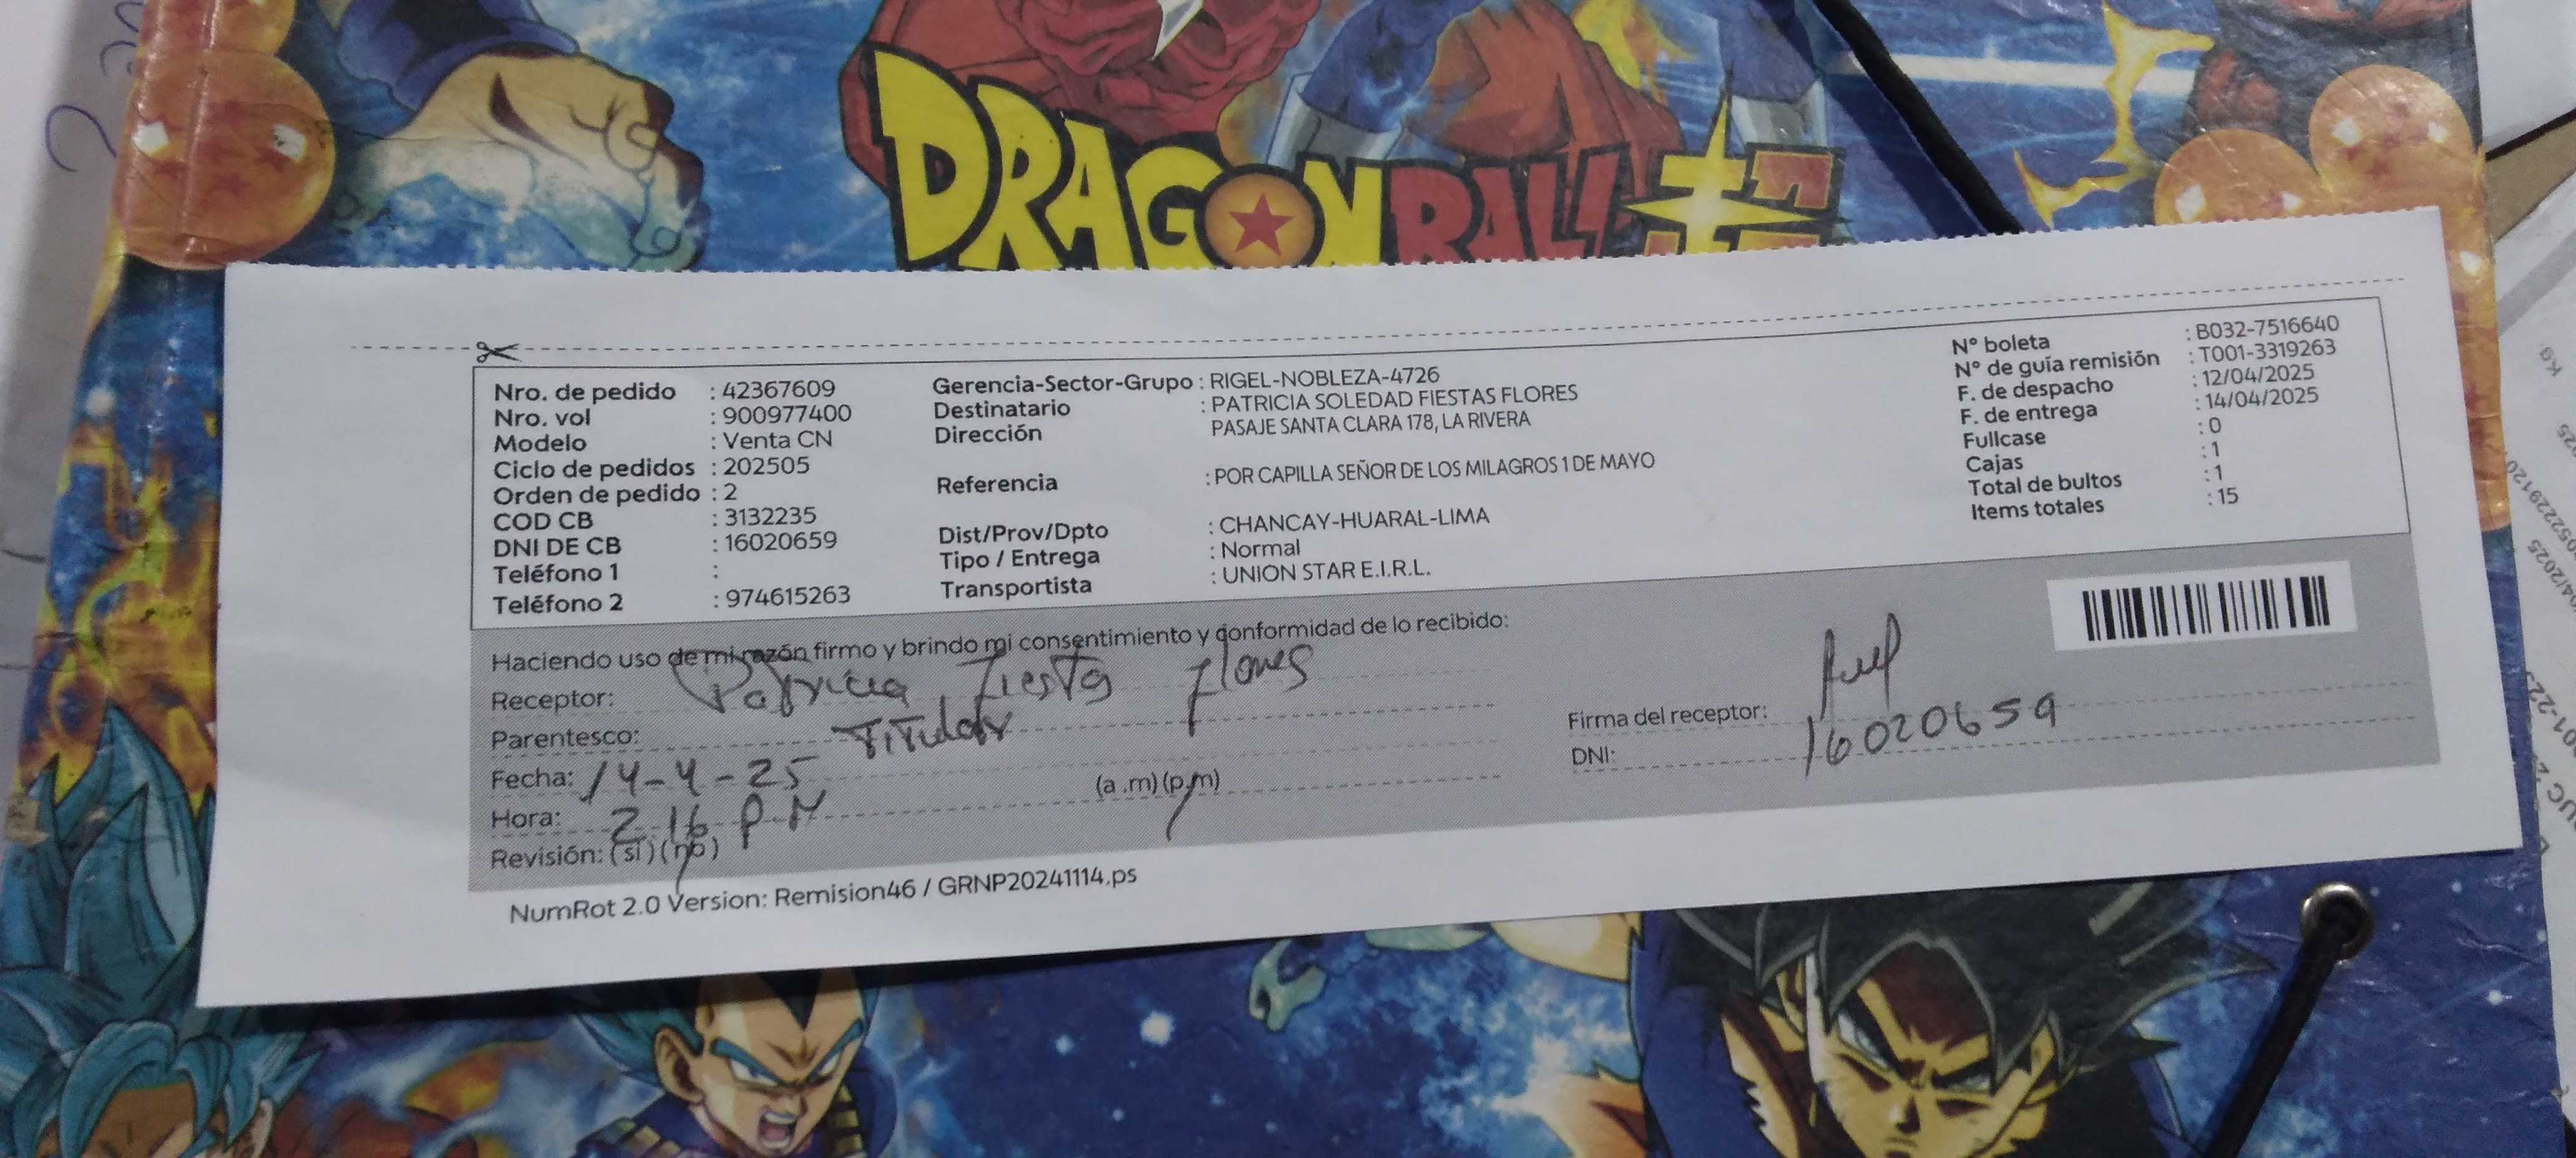 DRAGON BALL 超
Nro. de pedido : 42367609
Nro. vol : 900977400
Modelo : Venta CN
Ciclo de pedidos : 202505
Orden de pedido : 2
COD CB : 3132235
DNI DE CB : 16020659
Teléfono 1 :
Teléfono 2 : 974615263
Gerencia-Sector-Grupo : RIGEL-NOBLEZA-4726
Destinatario : PATRICIA SOLEDAD FIESTAS FLORES
Dirección PASAJE SANTA CLARA 178, LA RIVERA
Referencia : POR CAPILLA SEÑOR DE LOS MILAGROS 1 DE MAYO
Dist/Prov/Dpto : CHANCAY-HUARAL-LIMA
Tipo / Entrega : Normal
Transportista : UNION STAR E.I.R.L.
N° boleta : B032-7516640
N° de guía remisión : T001-3319263
F. de despacho : 12/04/2025
F. de entrega : 14/04/2025
Fullcase : 0
Cajas : 1
Total de bultos : 1
Items totales : 15
Haciendo uso de mi razón firmo y brindo mi consentimiento y conformidad de lo recibido:
Receptor: Patricia Fiesta Flores
Parentesco: Titular
Fecha: 14-4-25
Hora: 2.16 P.M (a.m) (p.m)
Revisión: (si) (no)
Firma del receptor:
DNI: 16020659
NumRot 2.0 Version: Remision46 / GRNP20241114.ps